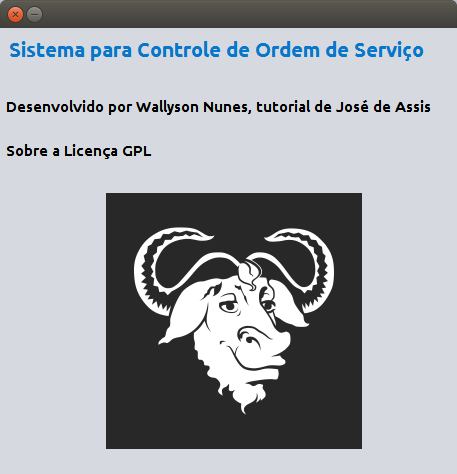 Sistema para Controle de Ordem de Serviço
Desenvolvido por Wallyson Nunes, tutorial de José de Assis
Sobre a Licença GPL